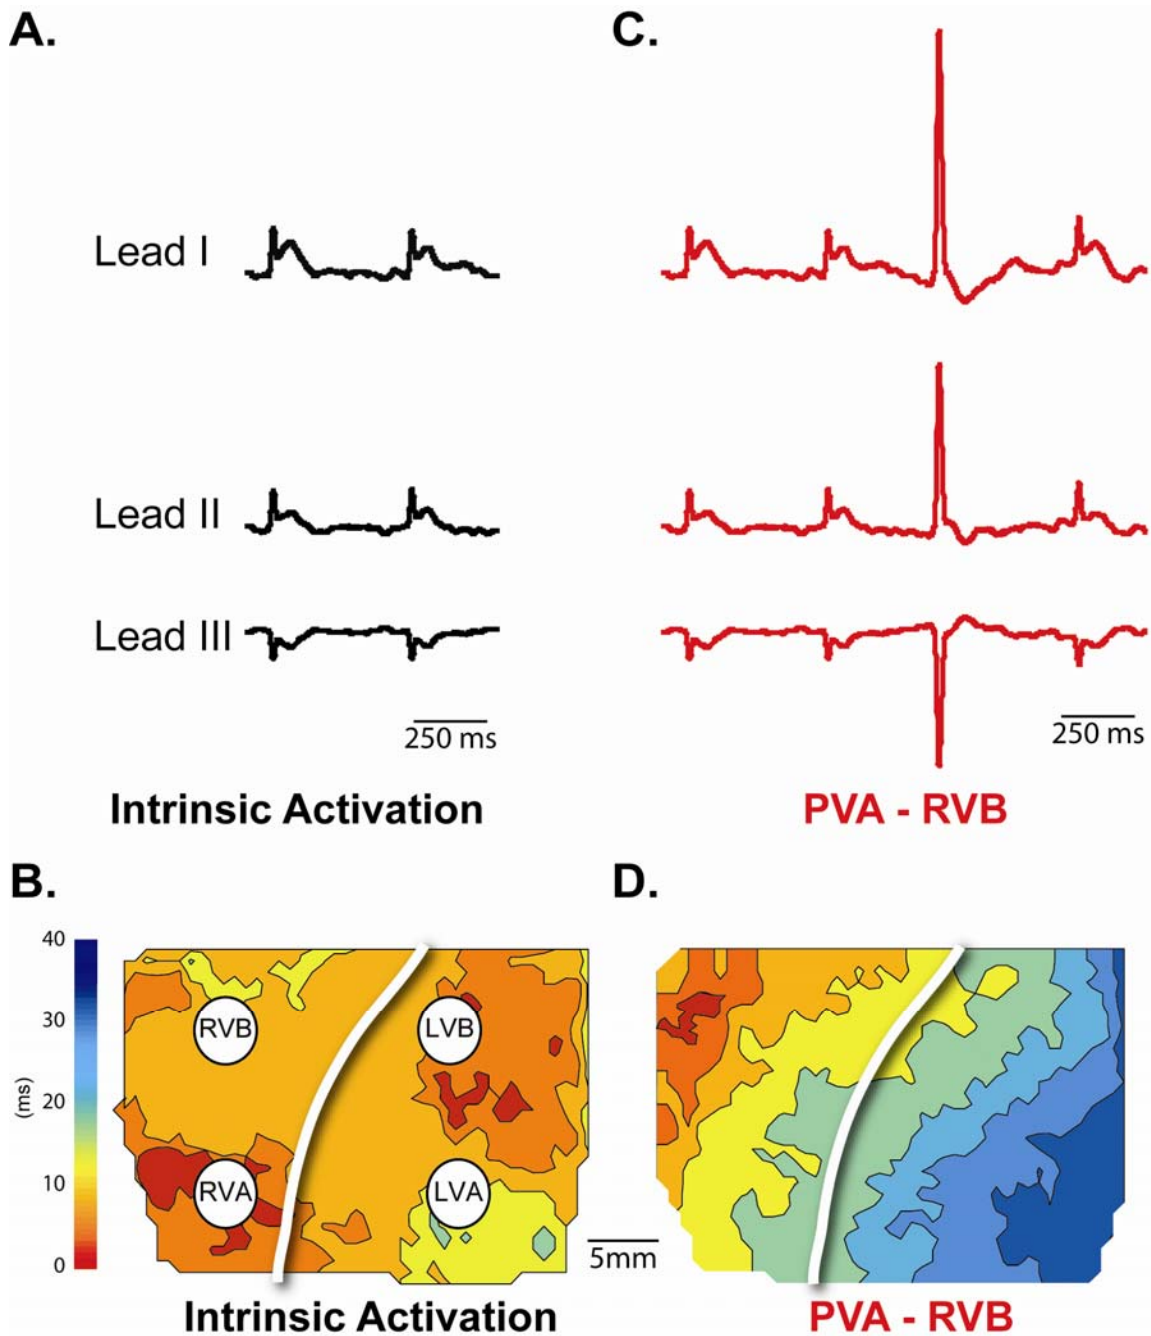 A.
C.
Lead I
Lead II
Lead III
250 ms
250 ms
Intrinsic Activation
PVA - RVB
B.
D.
40
30
20
10
0
(ms)
RVB
LVB
RVA
LVA
5mm
Intrinsic Activation
PVA - RVB